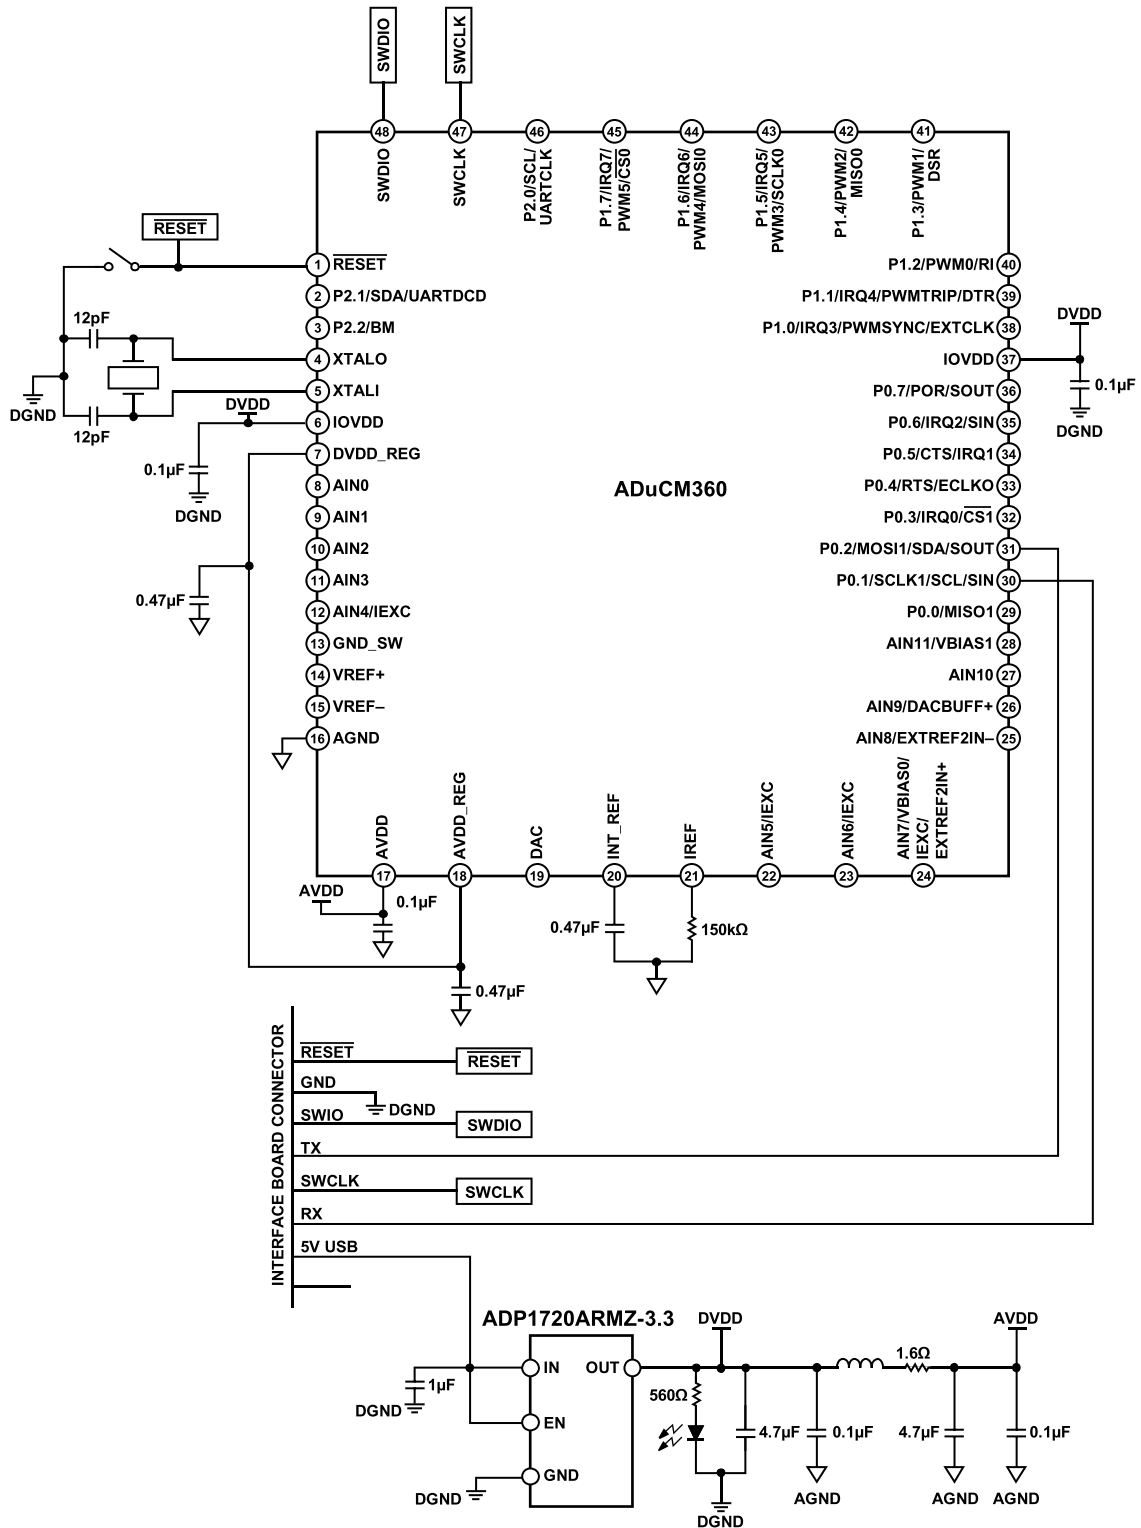 SWDIO
SWCLK
48
47
46
45
44
43
42
41
SWDIO
SWCLK
P2.0/SCL/
UARTCLK
P1.7/IRQ7/
PWM5/CS0
P1.6/IRQ6/
PWM4/MOSI0
P1.5/IRQ5/
PWM3/SCLK0
P1.4/PWM2/
MISO0
P1.3/PWM1/
DSR
RESET
12pF
12pF
DGND
DVDD
0.1µF
DGND
0.47µF
1 RESET
2 P2.1/SDA/UARTDCD
3 P2.2/BM
4 XTALO
5 XTALI
6 IOVDD
7 DVDD_REG
8 AIN0
9 AIN1
10 AIN2
11 AIN3
12 AIN4/IEXC
13 GND_SW
14 VREF+
15 VREF–
16 AGND
ADuCM360
P1.2/PWM0/RI 40
P1.1/IRQ4/PWMTRIP/DTR 39
P1.0/IRQ3/PWMSYNC/EXTCLK 38
IOVDD 37
P0.7/POR/SOUT 36
P0.6/IRQ2/SIN 35
P0.5/CTS/IRQ1 34
P0.4/RTS/ECLKO 33
P0.3/IRQ0/CS1 32
P0.2/MOSI1/SDA/SOUT 31
P0.1/SCLK1/SCL/SIN 30
P0.0/MISO1 29
AIN11/VBIAS1 28
AIN10 27
AIN9/DACBUFF+ 26
AIN8/EXTREF2IN– 25
DVDD
0.1µF
DGND
AVDD
AVDD_REG
DAC
INT_REF
IREF
AIN5/IEXC
AIN6/IEXC
AIN7/VBIAS0/
IEXC/
EXTREF2IN+
17
18
19
20
21
22
23
24
AVDD
0.1µF
0.47µF
150kΩ
0.47µF
INTERFACE BOARD CONNECTOR
RESET
RESET
GND
DGND
SWIO
SWDIO
TX
SWCLK
SWCLK
RX
5V USB
ADP1720ARMZ-3.3
IN
OUT
EN
GND
1µF
DGND
DGND
DVDD
560Ω
4.7µF
0.1µF
1.6Ω
AVDD
4.7µF
0.1µF
DGND
AGND
AGND
AGND